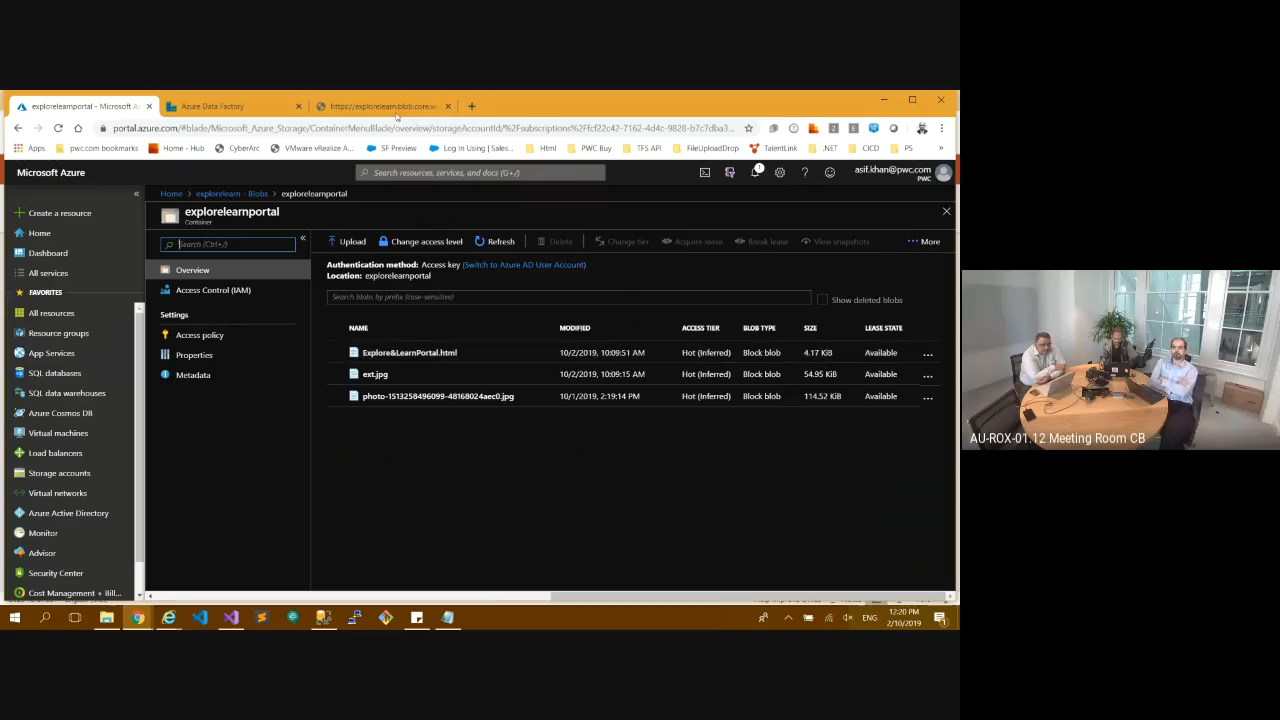 explorelearnportal - Microsoft A
Azure Data Factory
https://explorelearn.blob.core.w
portal.azure.com/#blade/Microsoft_Azure_Storage/ContainerMenuBlade/overview/storageAccountId/%2Fsubscriptions%2Ffcf22c42-7162-4d4c-9828-b7c7dba3...
Apps
pwc.com bookmarks
Home - Hub
CyberArc
VMware vRealize A...
SF Preview
Log In Using | Sales...
Html
PWC Buy
TFS API
FileUploadDrop
TalentLink
.NET
CICD
PS
Microsoft Azure
Search resources, services, and docs (G+/)
1
asif.khan@pwc.com
PWC
Home > explorelearn - Blobs > explorelearnportal
explorelearnportal
Container
Create a resource
Home
Dashboard
All services
FAVORITES
All resources
Resource groups
App Services
SQL databases
SQL data warehouses
Azure Cosmos DB
Virtual machines
Load balancers
Storage accounts
Virtual networks
Azure Active Directory
Monitor
Advisor
Security Center
Cost Management + Bill...
Search (Ctrl+/)
Overview
Access Control (IAM)
Settings
Access policy
Properties
Metadata
Upload
Change access level
Refresh
Delete
Change tier
Acquire lease
Break lease
View snapshots
More
Authentication method: Access key (Switch to Azure AD User Account)
Location: explorelearnportal
Search blobs by prefix (case-sensitive)
Show deleted blobs
NAME MODIFIED ACCESS TIER BLOB TYPE SIZE LEASE STATE
Explore&LearnPortal.html 10/2/2019, 10:09:51 AM Hot (Inferred) Block blob 4.17 KiB Available ...
ext.jpg 10/2/2019, 10:09:15 AM Hot (Inferred) Block blob 54.95 KiB Available ...
photo-1513258496099-48168024aec0.jpg 10/1/2019, 2:19:14 PM Hot (Inferred) Block blob 114.52 KiB Available ...
ENG
12:20 PM
2/10/2019
AU-ROX-01.12 Meeting Room CB